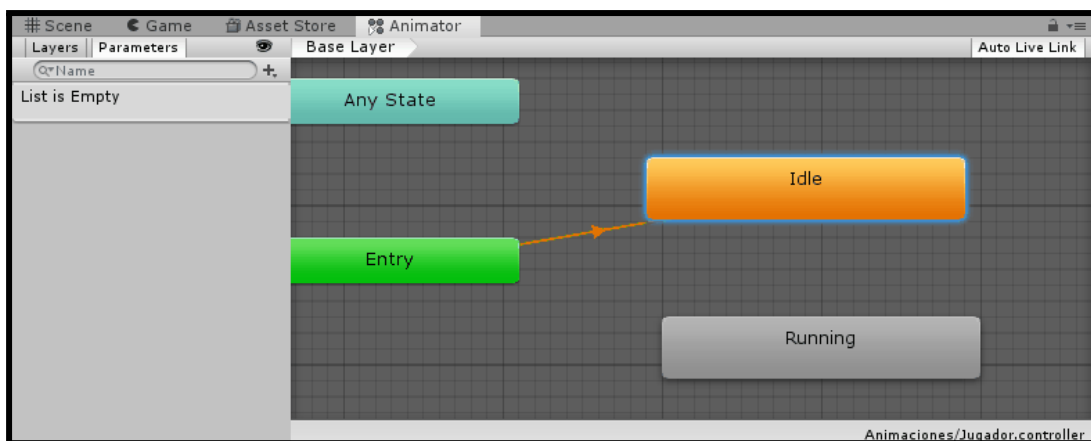 Scene Game Asset Store Animator
Layers Parameters Base Layer Auto Live Link
Name
List is Empty
Any State
Idle
Entry
Running
Animaciones/Jugador.controller